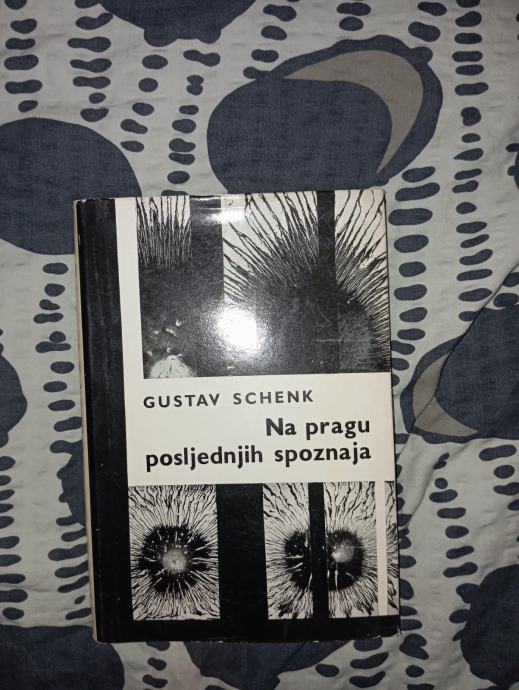 GUSTAV SCHENK
Na pragu
posljednjih spoznaja